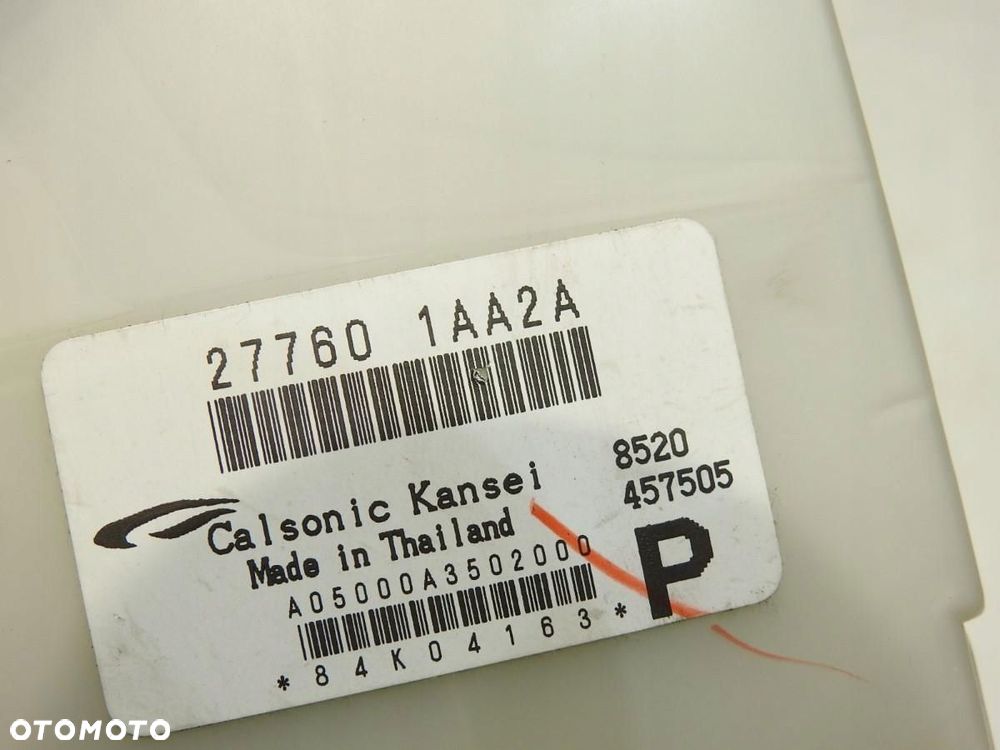 27760 1AA2A
Calsonic Kansei
Made in Thailand
8520
457505
P
A05000A3502000
*84K04163*
OTOMOTO